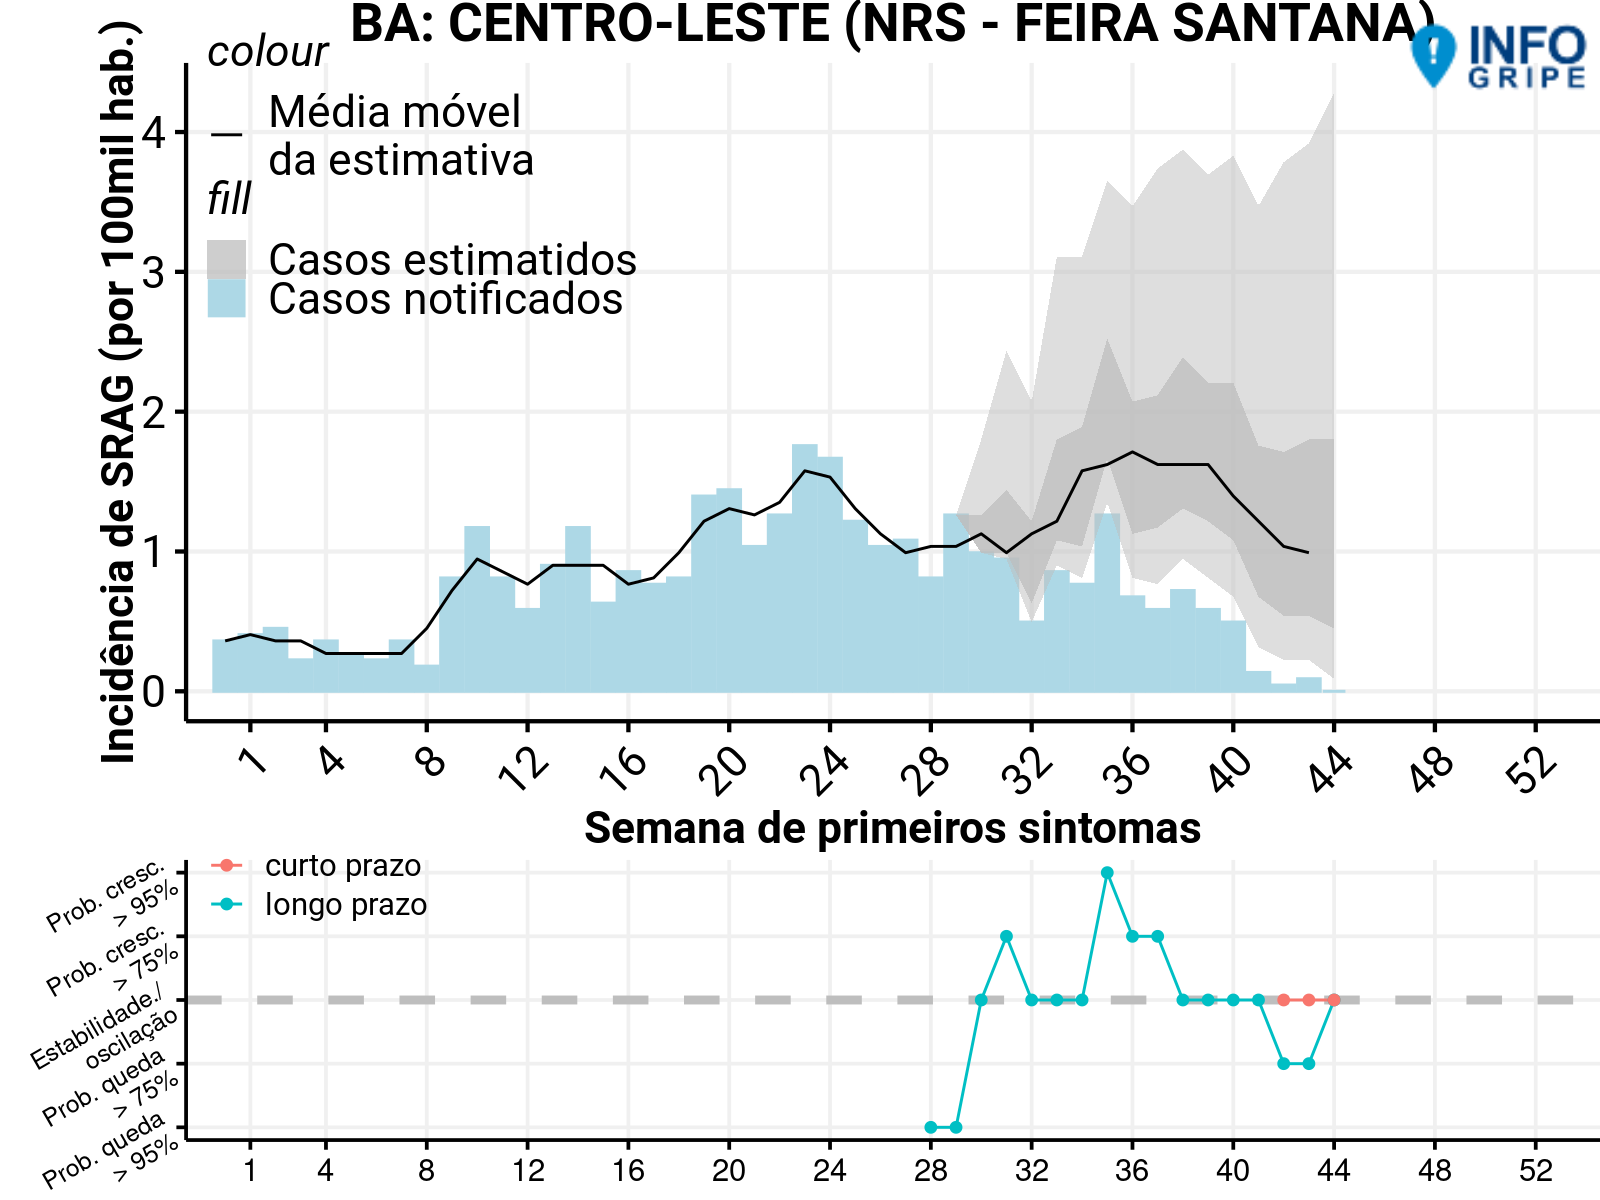 BA: CENTRO-LESTE (NRS - FEIRA SANTANA)
INFO
GRIPE
colour
Média móvel
da estimativa
fill
Casos estimatidos
Casos notificados
Incidência de SRAG (por 100mil hab.)
4
3
2
1
0
1 4 8 12 16 20 24 28 32 36 40 44 48 52
Semana de primeiros sintomas
curto prazo
longo prazo
Prob. cresc.
> 95%
Prob. cresc.
> 75%
Estabilidade./
oscilação
Prob. queda
> 75%
Prob. queda
> 95%
1 4 8 12 16 20 24 28 32 36 40 44 48 52